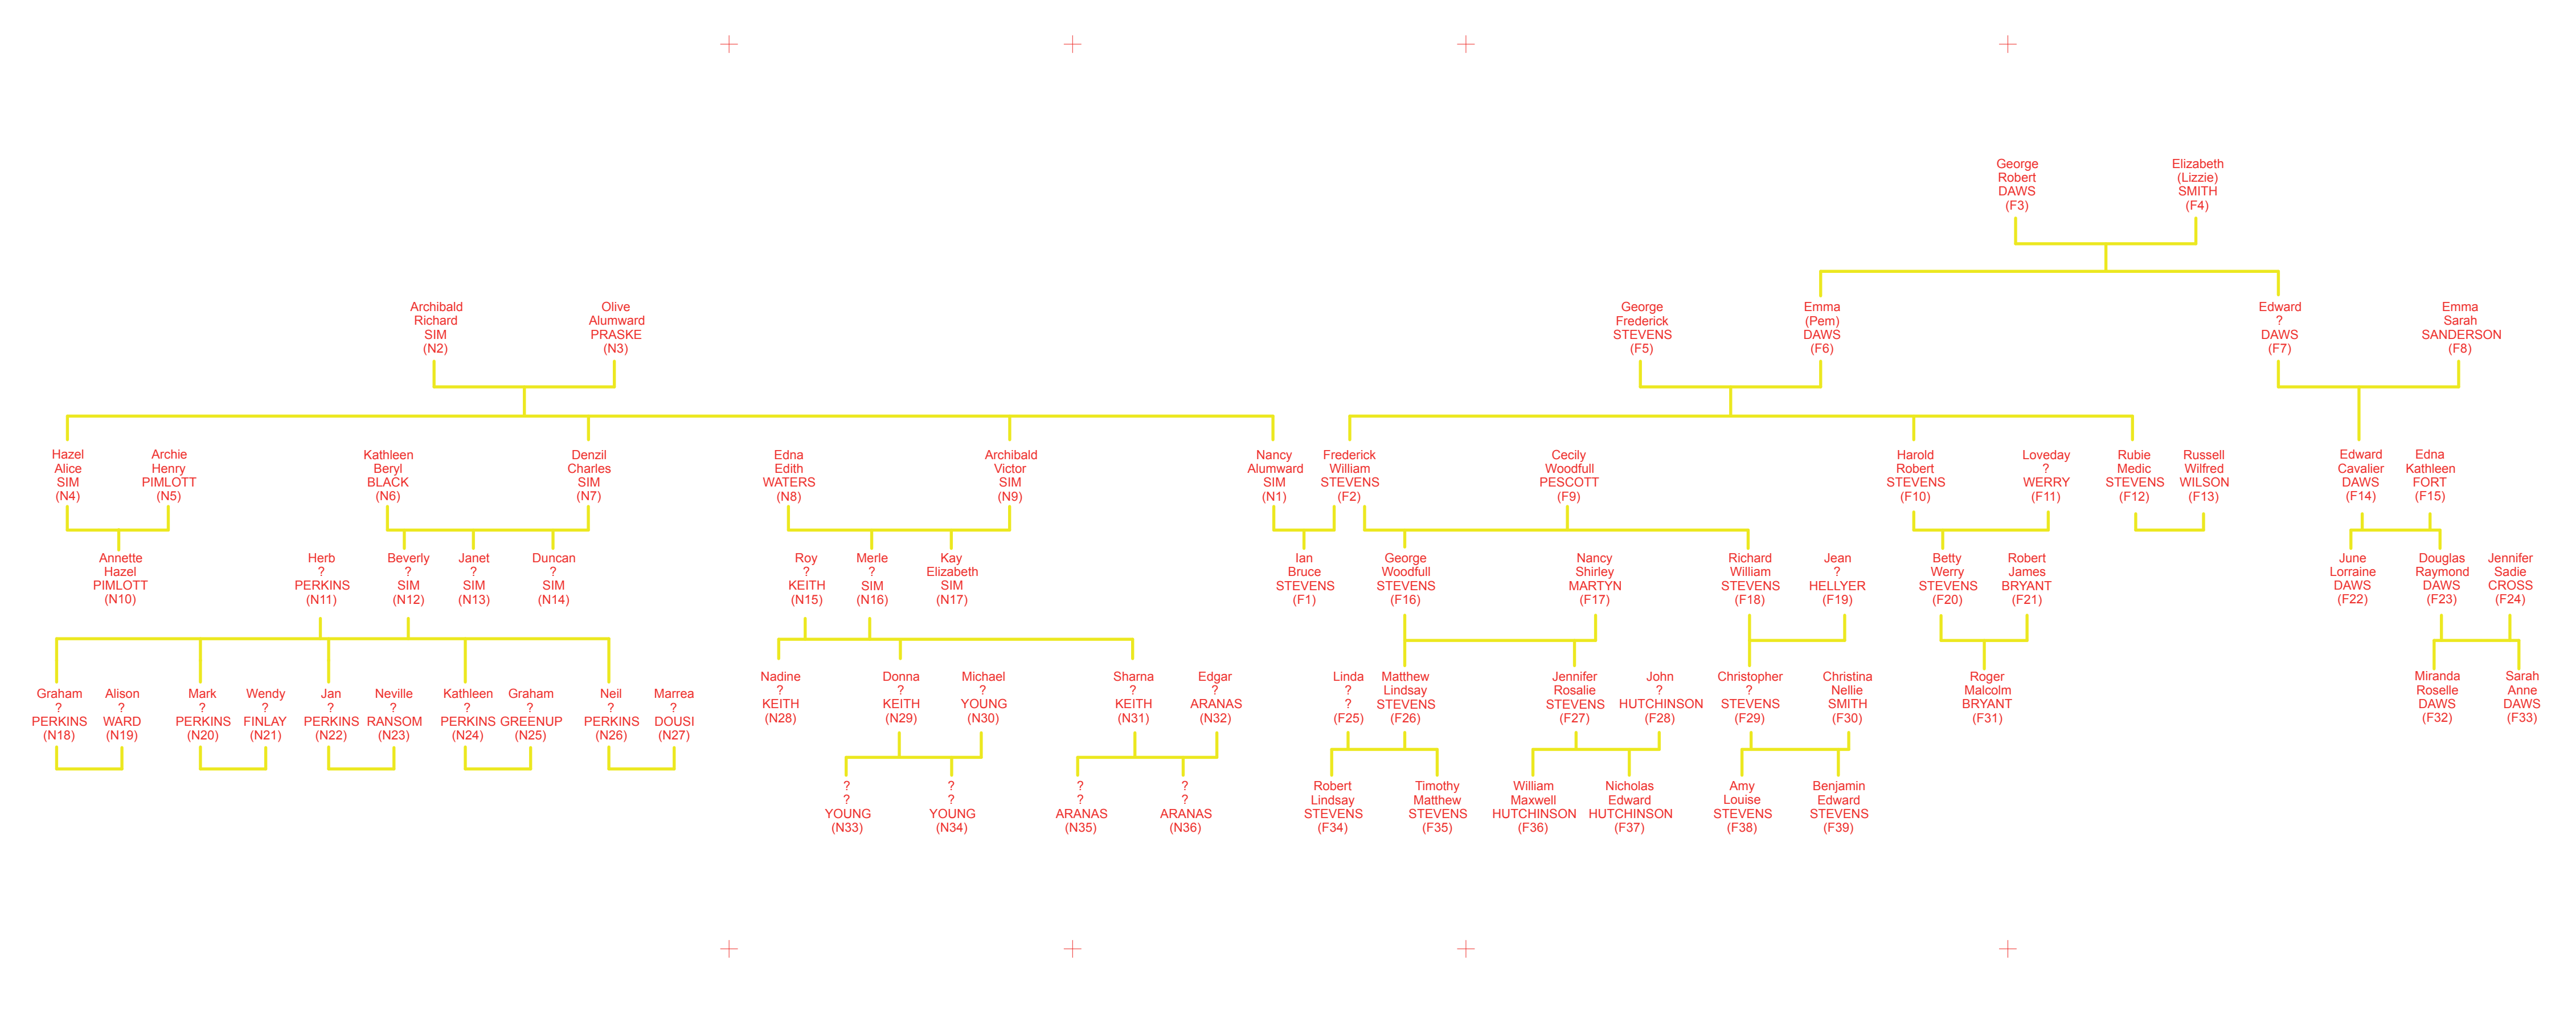 George
Robert
DAWS
(F3)
Elizabeth
(Lizzie)
SMITH
(F4)
Archibald
Richard
SIM
(N2)
Olive
Alumward
PRASKE
(N3)
George
Frederick
STEVENS
(F5)
Emma
(Pem)
DAWS
(F6)
Edward
?
DAWS
(F7)
Emma
Sarah
SANDERSON
(F8)
Hazel
Alice
SIM
(N4)
Archie
Henry
PIMLOTT
(N5)
Kathleen
Beryl
BLACK
(N6)
Denzil
Charles
SIM
(N7)
Edna
Edith
WATERS
(N8)
Archibald
Victor
SIM
(N9)
Nancy
Alumward
SIM
(N1)
Frederick
William
STEVENS
(F2)
Cecily
Woodfull
PESCOTT
(F9)
Harold
Robert
STEVENS
(F10)
Loveday
?
WERRY
(F11)
Rubie
Medic
STEVENS
(F12)
Russell
Wilfred
WILSON
(F13)
Edward
Cavalier
DAWS
(F14)
Edna
Kathleen
FORT
(F15)
Annette
Hazel
PIMLOTT
(N10)
Herb
?
PERKINS
(N11)
Beverly
?
SIM
(N12)
Janet
?
SIM
(N13)
Duncan
?
SIM
(N14)
Roy
?
KEITH
(N15)
Merle
?
SIM
(N16)
Kay
Elizabeth
SIM
(N17)
Ian
Bruce
STEVENS
(F1)
George
Woodfull
STEVENS
(F16)
Nancy
Shirley
MARTYN
(F17)
Richard
William
STEVENS
(F18)
Jean
?
HELLYER
(F19)
Betty
Werry
STEVENS
(F20)
Robert
James
BRYANT
(F21)
June
Lorraine
DAWS
(F22)
Douglas
Raymond
DAWS
(F23)
Jennifer
Sadie
CROSS
(F24)
Graham
?
PERKINS
(N18)
Alison
?
WARD
(N19)
Mark
?
PERKINS
(N20)
Wendy
?
FINLAY
(N21)
Jan
?
PERKINS
(N22)
Neville
?
RANSOM
(N23)
Kathleen
?
PERKINS
(N24)
Graham
?
GREENUP
(N25)
Neil
?
PERKINS
(N26)
Marrea
?
DOUSI
(N27)
Nadine
?
KEITH
(N28)
Donna
?
KEITH
(N29)
Michael
?
YOUNG
(N30)
Sharna
?
KEITH
(N31)
Edgar
?
ARANAS
(N32)
Linda
?
?
(F25)
Matthew
Lindsay
STEVENS
(F26)
Jennifer
Rosalie
STEVENS
(F27)
John
?
HUTCHINSON
(F28)
Christopher
?
STEVENS
(F29)
Christina
Nellie
SMITH
(F30)
Roger
Malcolm
BRYANT
(F31)
Miranda
Roselle
DAWS
(F32)
Sarah
Anne
DAWS
(F33)
?
?
YOUNG
(N33)
?
?
YOUNG
(N34)
?
?
ARANAS
(N35)
?
?
ARANAS
(N36)
Robert
Lindsay
STEVENS
(F34)
Timothy
Matthew
STEVENS
(F35)
William
Maxwell
HUTCHINSON
(F36)
Nicholas
Edward
HUTCHINSON
(F37)
Amy
Louise
STEVENS
(F38)
Benjamin
Edward
STEVENS
(F39)